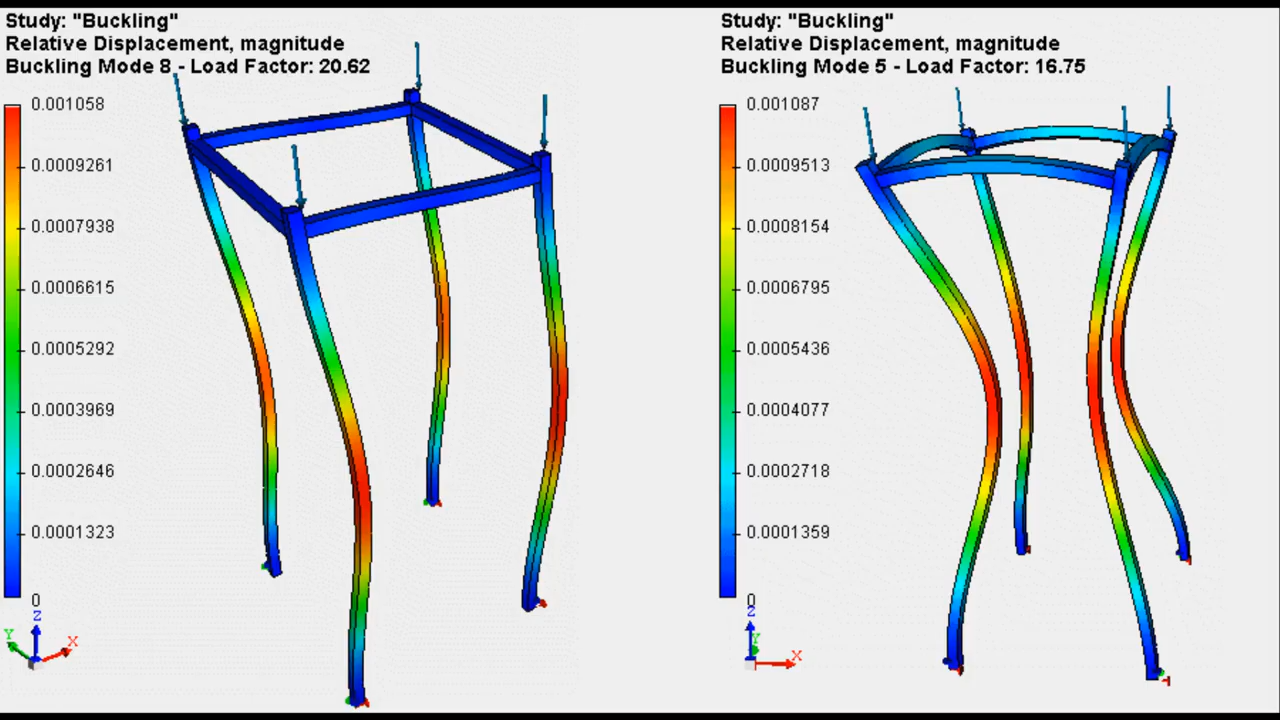 Study: "Buckling"
Relative Displacement, magnitude
Buckling Mode 8 - Load Factor: 20.62
0.001058
0.0009261
0.0007938
0.0006615
0.0005292
0.0003969
0.0002646
0.0001323
0
Z
Y
X
Study: "Buckling"
Relative Displacement, magnitude
Buckling Mode 5 - Load Factor: 16.75
0.001087
0.0009513
0.0008154
0.0006795
0.0005436
0.0004077
0.0002718
0.0001359
0
Z
Y
X